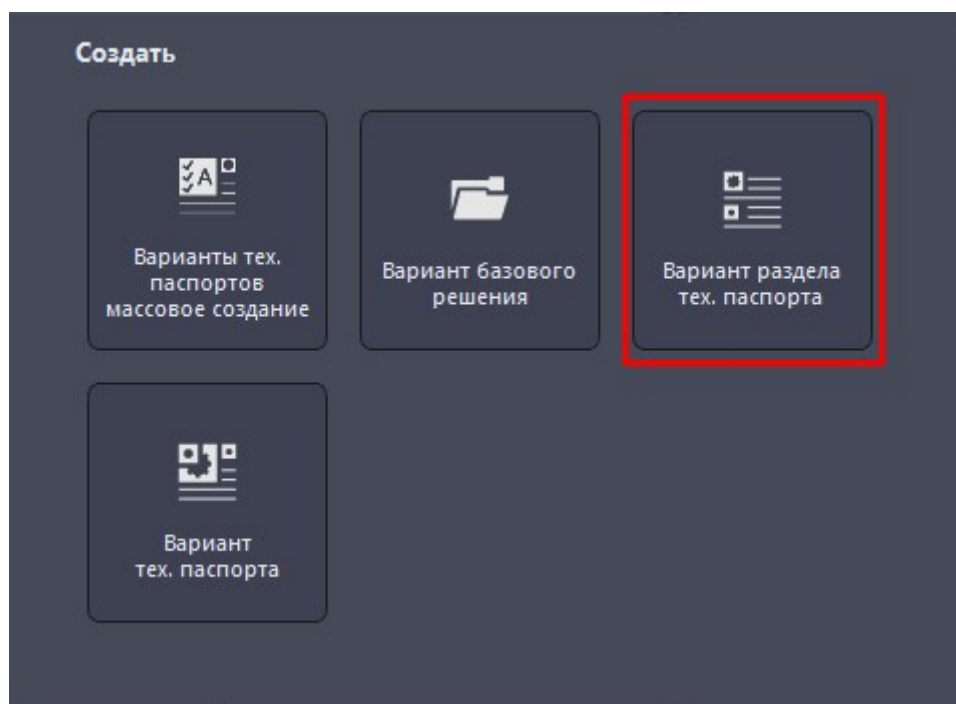 Создать
Варианты тех.
паспортов
массовое создание
Вариант базового
решения
Вариант раздела
тех. паспорта
Вариант
тех. паспорта